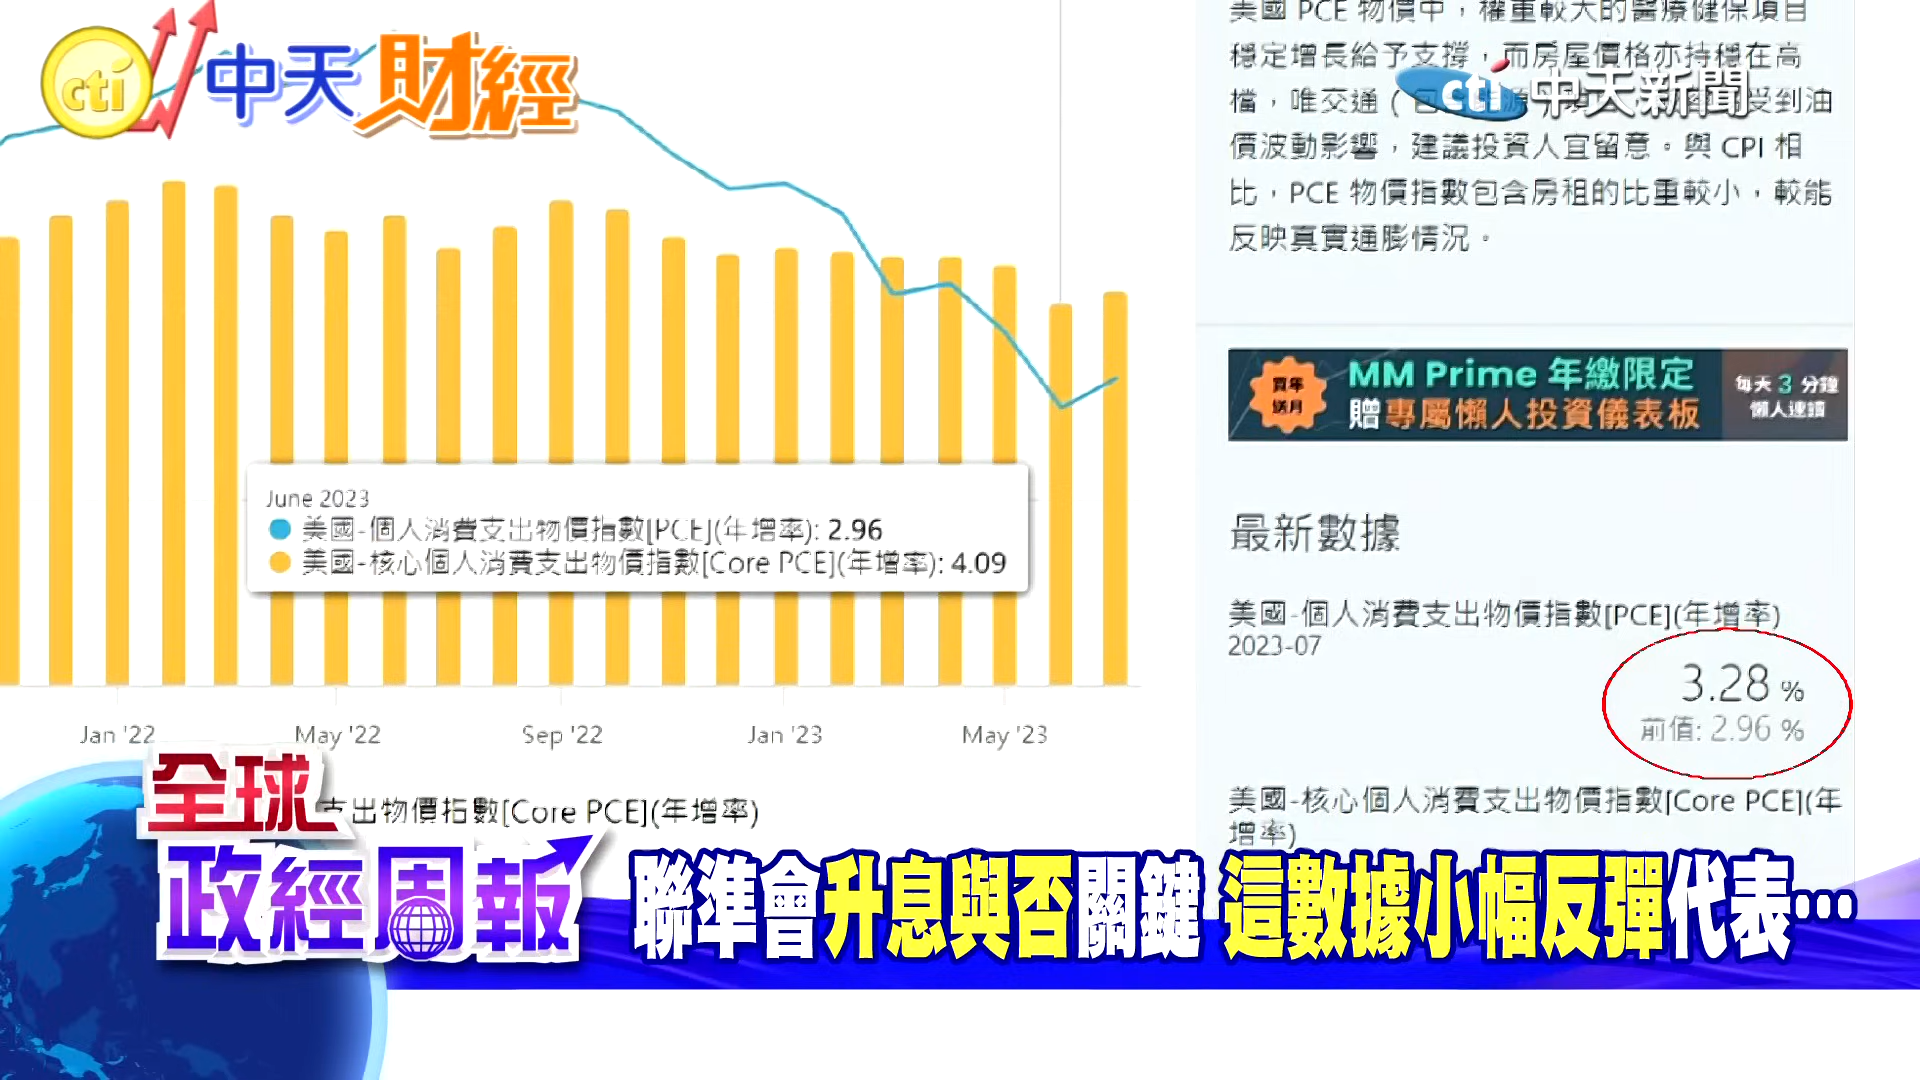 cti 中天財經
美國 PCE 物價中，權重較大的醫療健保項目
穩定增長給予支撐，而房屋價格亦持穩在高
檔，唯交通（包 受到油
cti 中天新聞
價波動影響，建議投資人宜留意。與 CPI 相
比，PCE 物價指數包含房租的比重較小，較能
反映真實通膨情況。
買年
送月
MM Prime 年繳限定
贈專屬懶人投資儀表板
每天 3 分鐘
懶人速讀
June 2023
美國-個人消費支出物價指數[PCE](年增率): 2.96
美國-核心個人消費支出物價指數[Core PCE](年增率): 4.09
最新數據
美國-個人消費支出物價指數[PCE](年增率)
2023-07
3.28 %
前值: 2.96 %
美國-核心個人消費支出物價指數[Core PCE](年
增率)
Jan '22
May '22
Sep '22
Jan '23
May '23
支出物價指數[Core PCE](年增率)
全球
政經周報
聯準會升息與否關鍵 這數據小幅反彈代表…